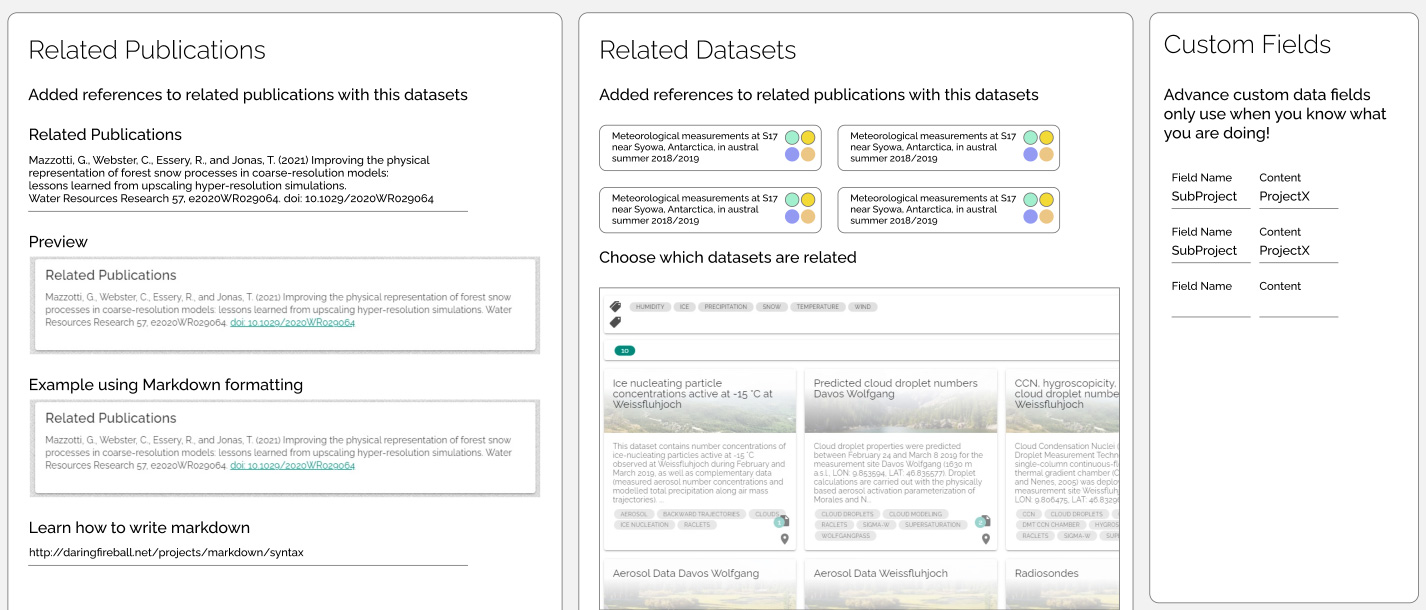 Related Publications
Added references to related publications with this datasets
Related Publications
Mazzotti, G., Webster, C., Essery, R., and Jonas, T. (2021) Improving the physical
representation of forest snow processes in coarse-resolution models:
lessons learned from upscaling hyper-resolution simulations.
Water Resources Research 57, e2020WR029064. doi: 10.1029/2020WR029064
Preview
Related Publications
Mazzotti, G., Webster, C., Essery, R., and Jonas, T. (2021) Improving the physical representation of forest snow
processes in coarse-resolution models: lessons learned from upscaling hyper-resolution simulations. Water
Resources Research 57, e2020WR029064. doi: 10.1029/2020WR029064
Example using Markdown formatting
Related Publications
Mazzotti, G., Webster, C., Essery, R., and Jonas, T. (2021) Improving the physical representation of forest snow
processes in coarse-resolution models: lessons learned from upscaling hyper-resolution simulations. Water
Resources Research 57, e2020WR029064. doi: 10.1029/2020WR029064
Learn how to write markdown
http://daringfireball.net/projects/markdown/syntax
Related Datasets
Added references to related publications with this datasets
Meteorological measurements at S17
near Syowa, Antarctica, in austral
summer 2018/2019
Meteorological measurements at S17
near Syowa, Antarctica, in austral
summer 2018/2019
Meteorological measurements at S17
near Syowa, Antarctica, in austral
summer 2018/2019
Meteorological measurements at S17
near Syowa, Antarctica, in austral
summer 2018/2019
Choose which datasets are related
HUMIDITY ICE PRECIPITATION SNOW TEMPERATURE WIND
10
Ice nucleating particle
concentrations active at -15 °C at
Weissfluhjoch
This dataset contains number concentrations of
ice-nucleating particles active at -15 °C
observed at Weissfluhjoch during February and
March 2019, as well as complementary data
(measured aerosol number concentrations and
modelled total precipitation along air mass
trajectories). ...
AEROSOL BACKWARD TRAJECTORIES CLOUDS
ICE NUCLEATION RACLETS
Predicted cloud droplet numbers
Davos Wolfgang
Cloud droplet properties were predicted
between February 24 and March 8 2019 for the
measurement site Davos Wolfgang (1630 m
a.s.l., LON: 9.853594, LAT: 46.835577). Droplet
calculations are carried out with the physically
based aerosol activation parameterization of
Morales and N...
CLOUD DROPLETS CLOUD MODELING
RACLETS SIGMA-W SUPERSATURATION
WOLFGANGPASS
CCN, hygroscopicity,
cloud droplet numbe
Weissfluhjoch
Cloud Condensation Nuclei
Droplet Measurement Techn
single-column continuous-fl
thermal gradient chamber (C
and Nenes, 2005) was deplo
measurement site Weissfluh
LON: 9.806475, LAT: 46.8329
CCN CLOUD DROPLETS
DMT CCN CHAMBER HYGROS
RACLETS SIGMA-W SUPE
Aerosol Data Davos Wolfgang
Aerosol Data Weissfluhjoch
Radiosondes
Custom Fields
Advance custom data fields
only use when you know what
you are doing!
Field Name Content
SubProject ProjectX
Field Name Content
SubProject ProjectX
Field Name Content